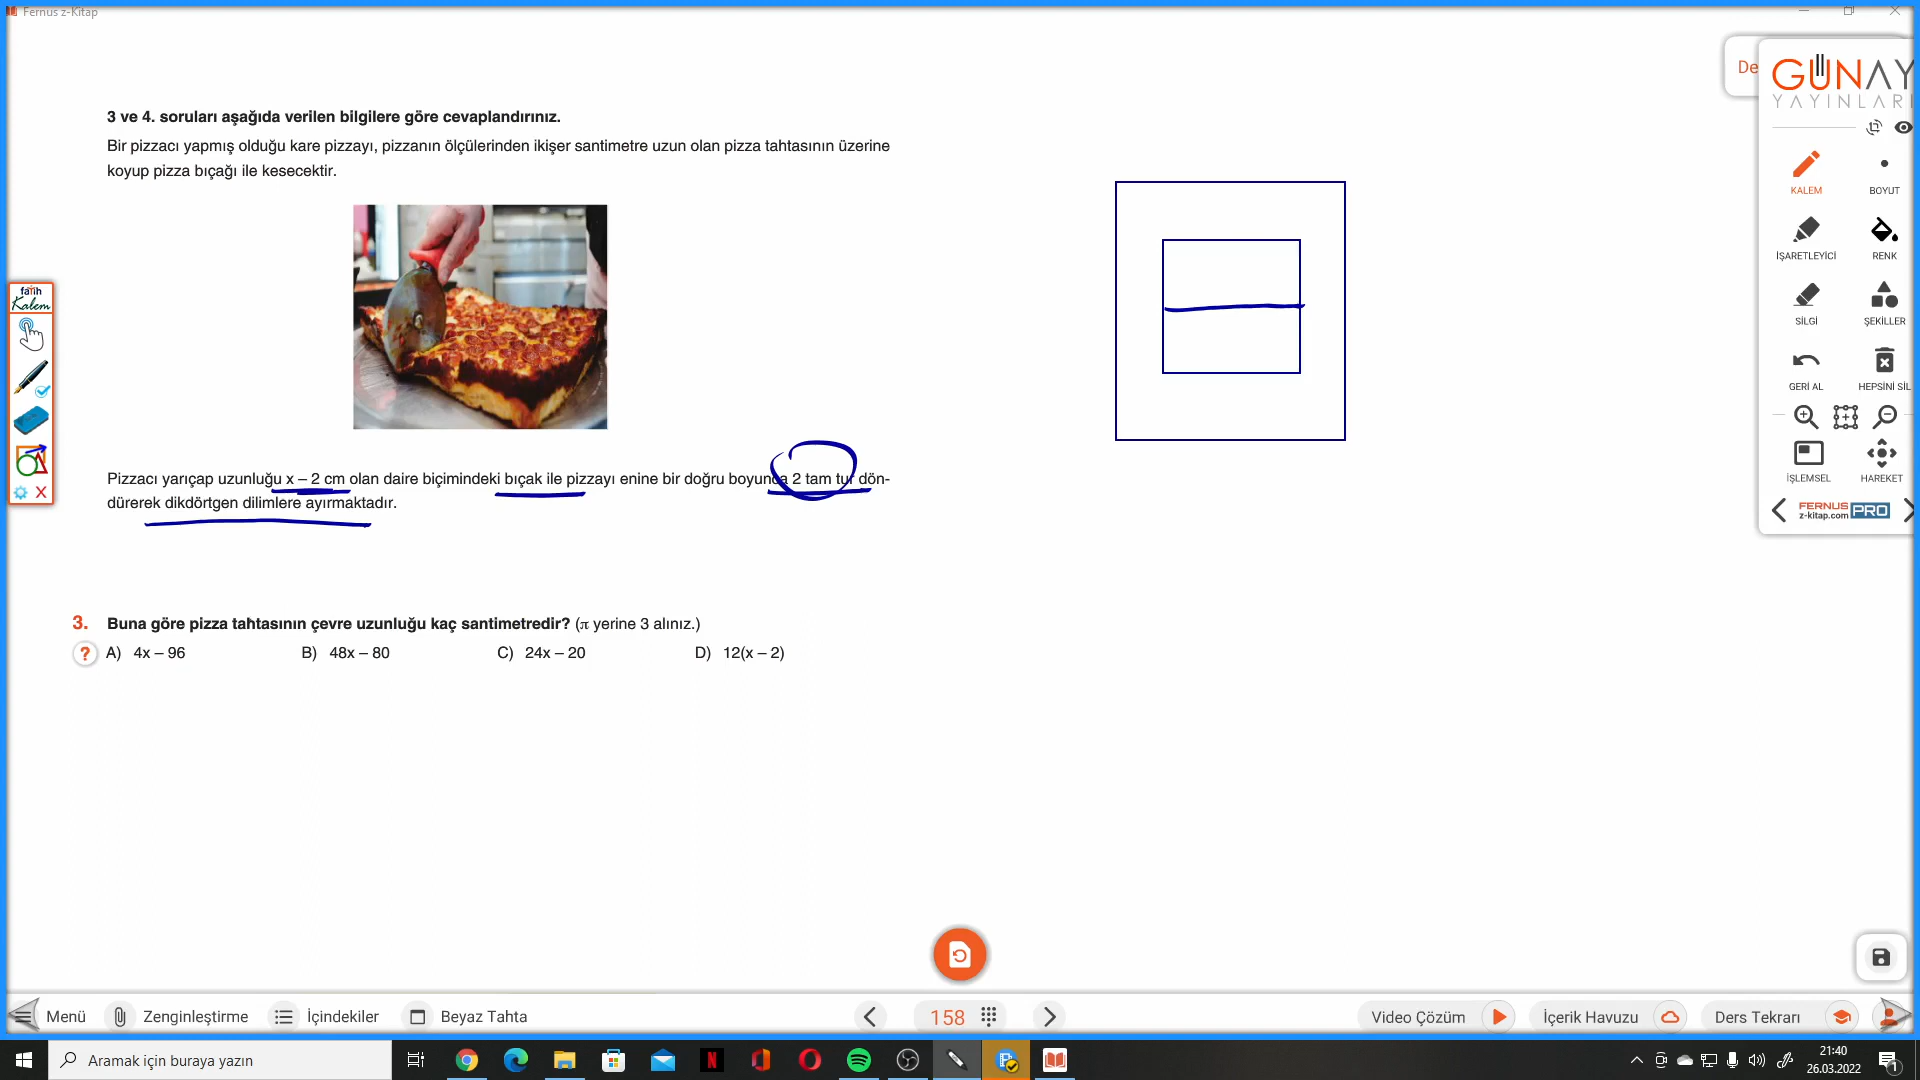 Fernus z-Kitap
De
GÜNAY
YAYINLARI
3 ve 4. soruları aşağıda verilen bilgilere göre cevaplandırınız.
Bir pizzacı yapmış olduğu kare pizzayı, pizzanın ölçülerinden ikişer santimetre uzun olan pizza tahtasının üzerine
koyup pizza bıçağı ile kesecektir.
KALEM
BOYUT
İŞARETLEYİCİ
RENK
fatih
Kalem
SİLGİ
ŞEKİLLER
GERİ AL
HEPSİNİ SİL
İŞLEMSEL
HAREKET
FERNUS
z-kitap.com PRO
Pizzacı yarıçap uzunluğu x – 2 cm olan daire biçimindeki bıçak ile pizzayı enine bir doğru boyunca 2 tam tur dön-
dürerek dikdörtgen dilimlere ayırmaktadır.
3. Buna göre pizza tahtasının çevre uzunluğu kaç santimetredir? (π yerine 3 alınız.)
? A) 4x – 96 B) 48x – 80 C) 24x – 20 D) 12(x – 2)
Menü Zenginleştirme İçindekiler Beyaz Tahta 158 Video Çözüm İçerik Havuzu Ders Tekrarı
Aramak için buraya yazın
21:40
26.03.2022
1